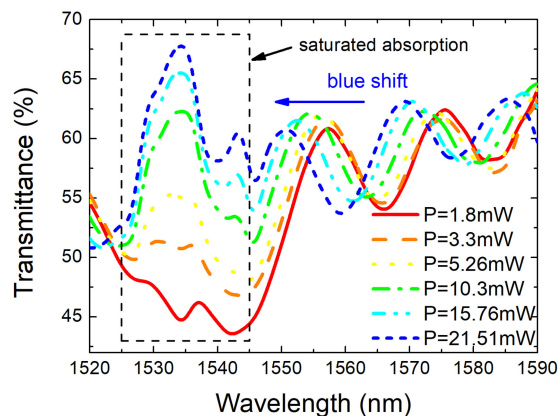 70
65
60
55
50
45
Transmittance (%)
saturated absorption
blue shift
P=1.8mW
P=3.3mW
P=5.26mW
P=10.3mW
P=15.76mW
P=21.51mW
1520 1530 1540 1550 1560 1570 1580 1590
Wavelength (nm)